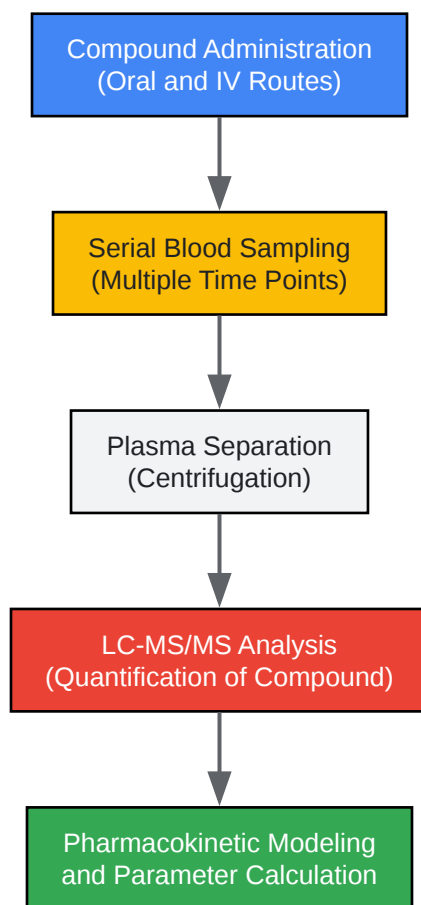 Compound Administration
(Oral and IV Routes)
Serial Blood Sampling
(Multiple Time Points)
Plasma Separation
(Centrifugation)
LC-MS/MS Analysis
(Quantification of Compound)
Pharmacokinetic Modeling
and Parameter Calculation